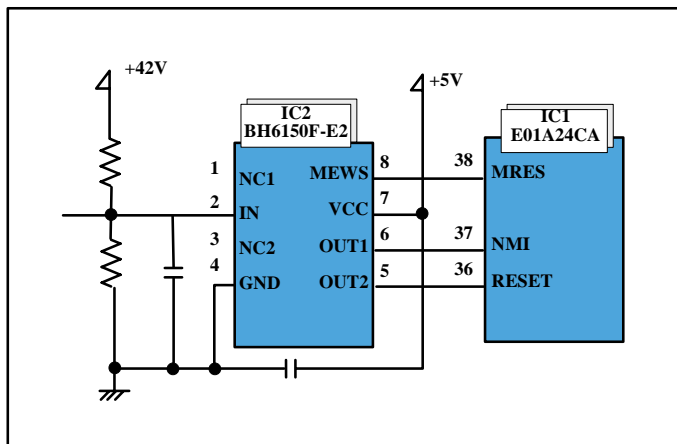 +42V
+5V
IC2
BH6150F-E2
IC1
E01A24CA
1 NC1 MEWS 8 38 MRES
2 IN VCC 7
3 NC2 OUT1 6 37 NMI
4 GND OUT2 5 36 RESET